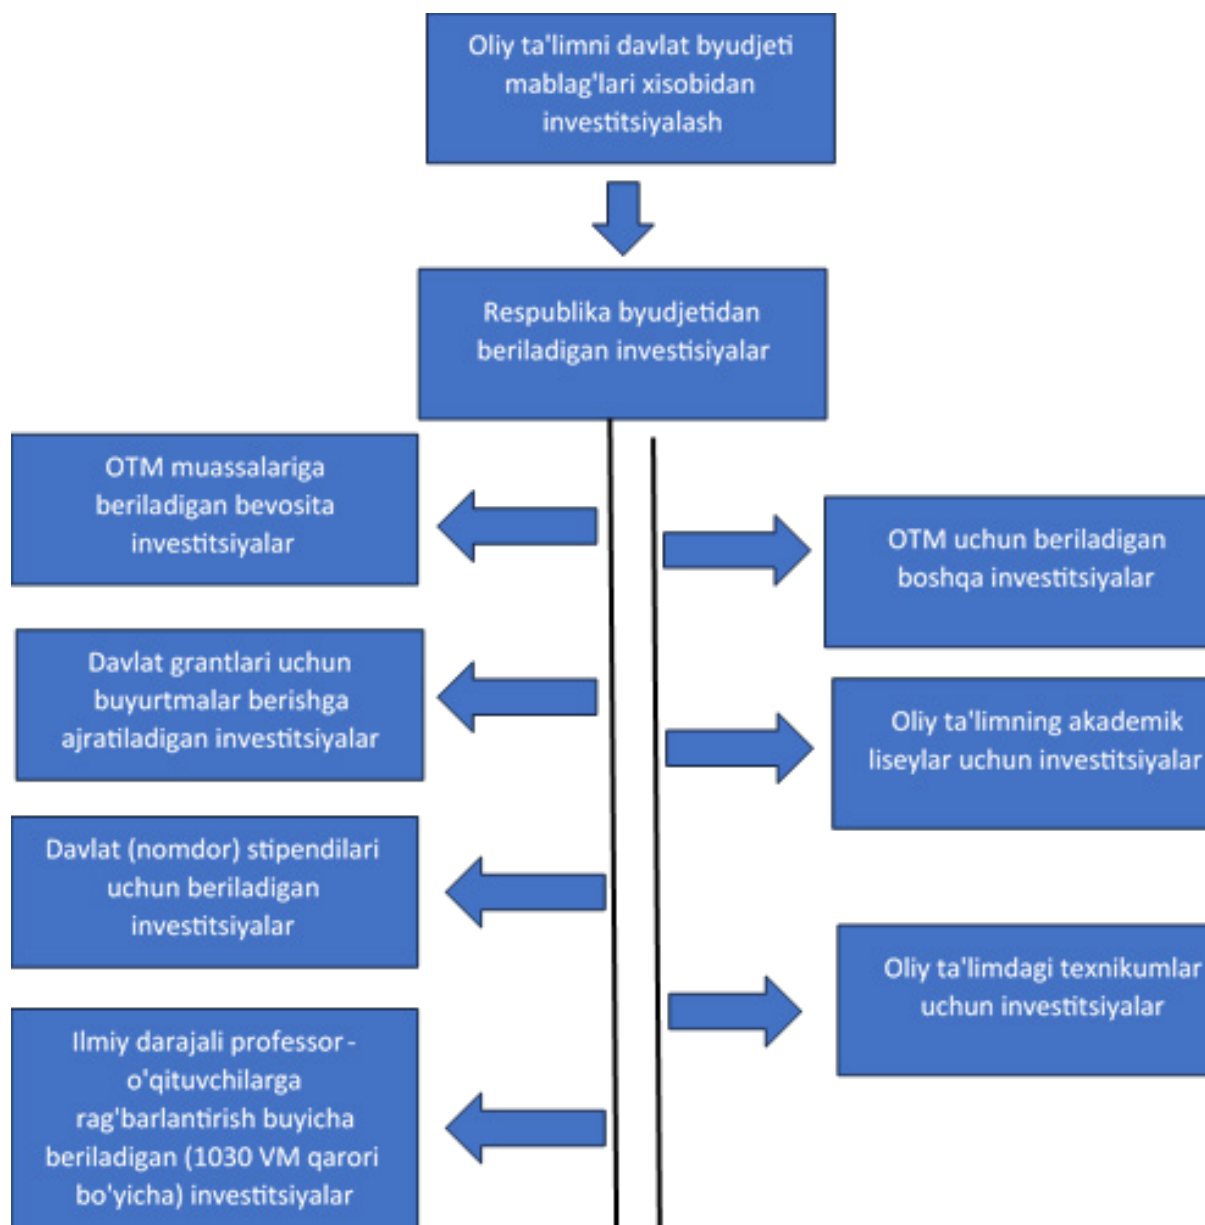 Oliy ta'limni davlat byudjeti
mablag'lari xisobidan
investitsiyalash
Respublika byudjetidan
beriladigan investisiyalar
OTM muassalariga
beriladigan bevosita
investitsiyalar
OTM uchun beriladigan
boshqa investitsiyalar
Davlat grantlari uchun
buyurtmalar berishga
ajratiladigan investitsiyalar
Oliy ta'limning akademik
liseylar uchun investitsiyalar
Davlat (nomdor) stipendilari
uchun beriladigan
investitsiyalar
Oliy ta'limdagi texnikumlar
uchun investitsiyalar
Ilmiy darajali professor-
o'qituvchilarga
rag'barlantirish buyicha
beriladigan (1030 VM qarori
bo'yicha) investitsiyalar